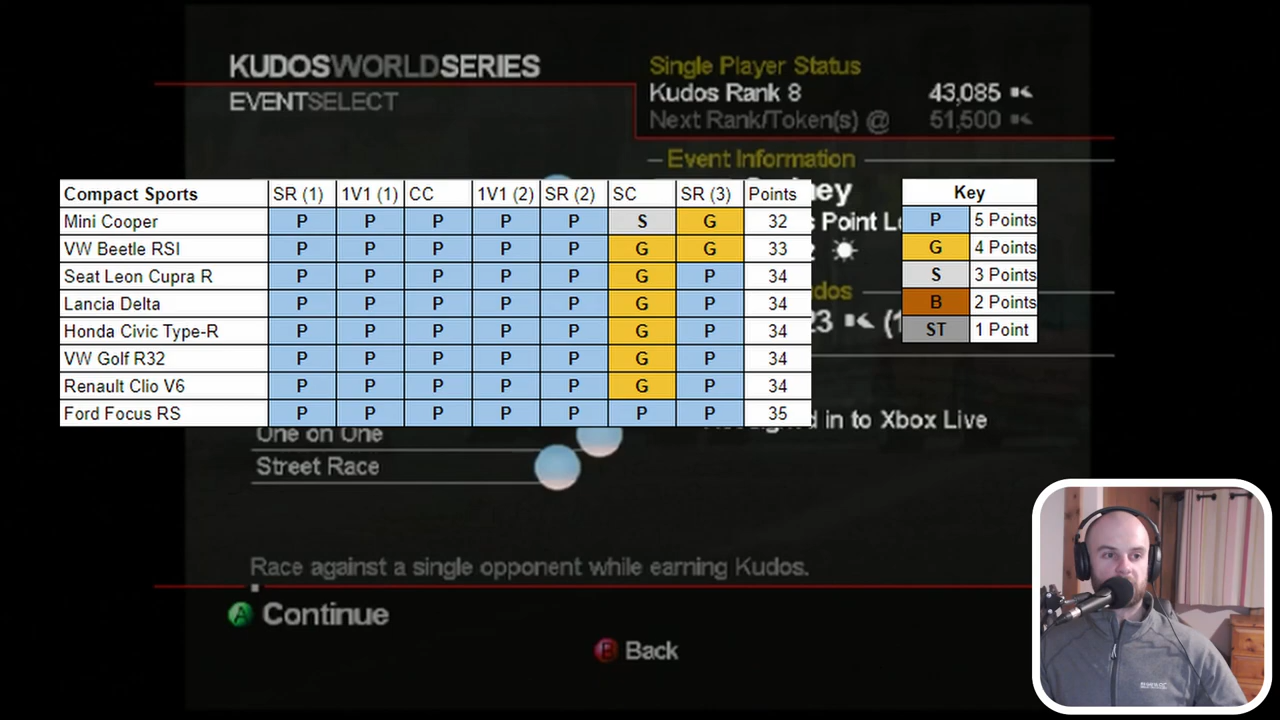 KUDOSWORLDSERIES
EVENTSELECT
Single Player Status
Kudos Rank 8 43,085
Next Rank/Token(s) @ 51,500
Event Information
Compact Sports SR (1) 1V1 (1) CC 1V1 (2) SR (2) SC SR (3) Points
Mini Cooper P P P P P S G 32
VW Beetle RSI P P P P P G G 33
Seat Leon Cupra R P P P P P G P 34
Lancia Delta P P P P P G P 34
Honda Civic Type-R P P P P P G P 34
VW Golf R32 P P P P P G P 34
Renault Clio V6 P P P P P G P 34
Ford Focus RS P P P P P P P 35
Key
P 5 Points
G 4 Points
S 3 Points
B 2 Points
ST 1 Point
in to Xbox Live
One on One
Street Race
Race against a single opponent while earning Kudos.
A Continue
B Back